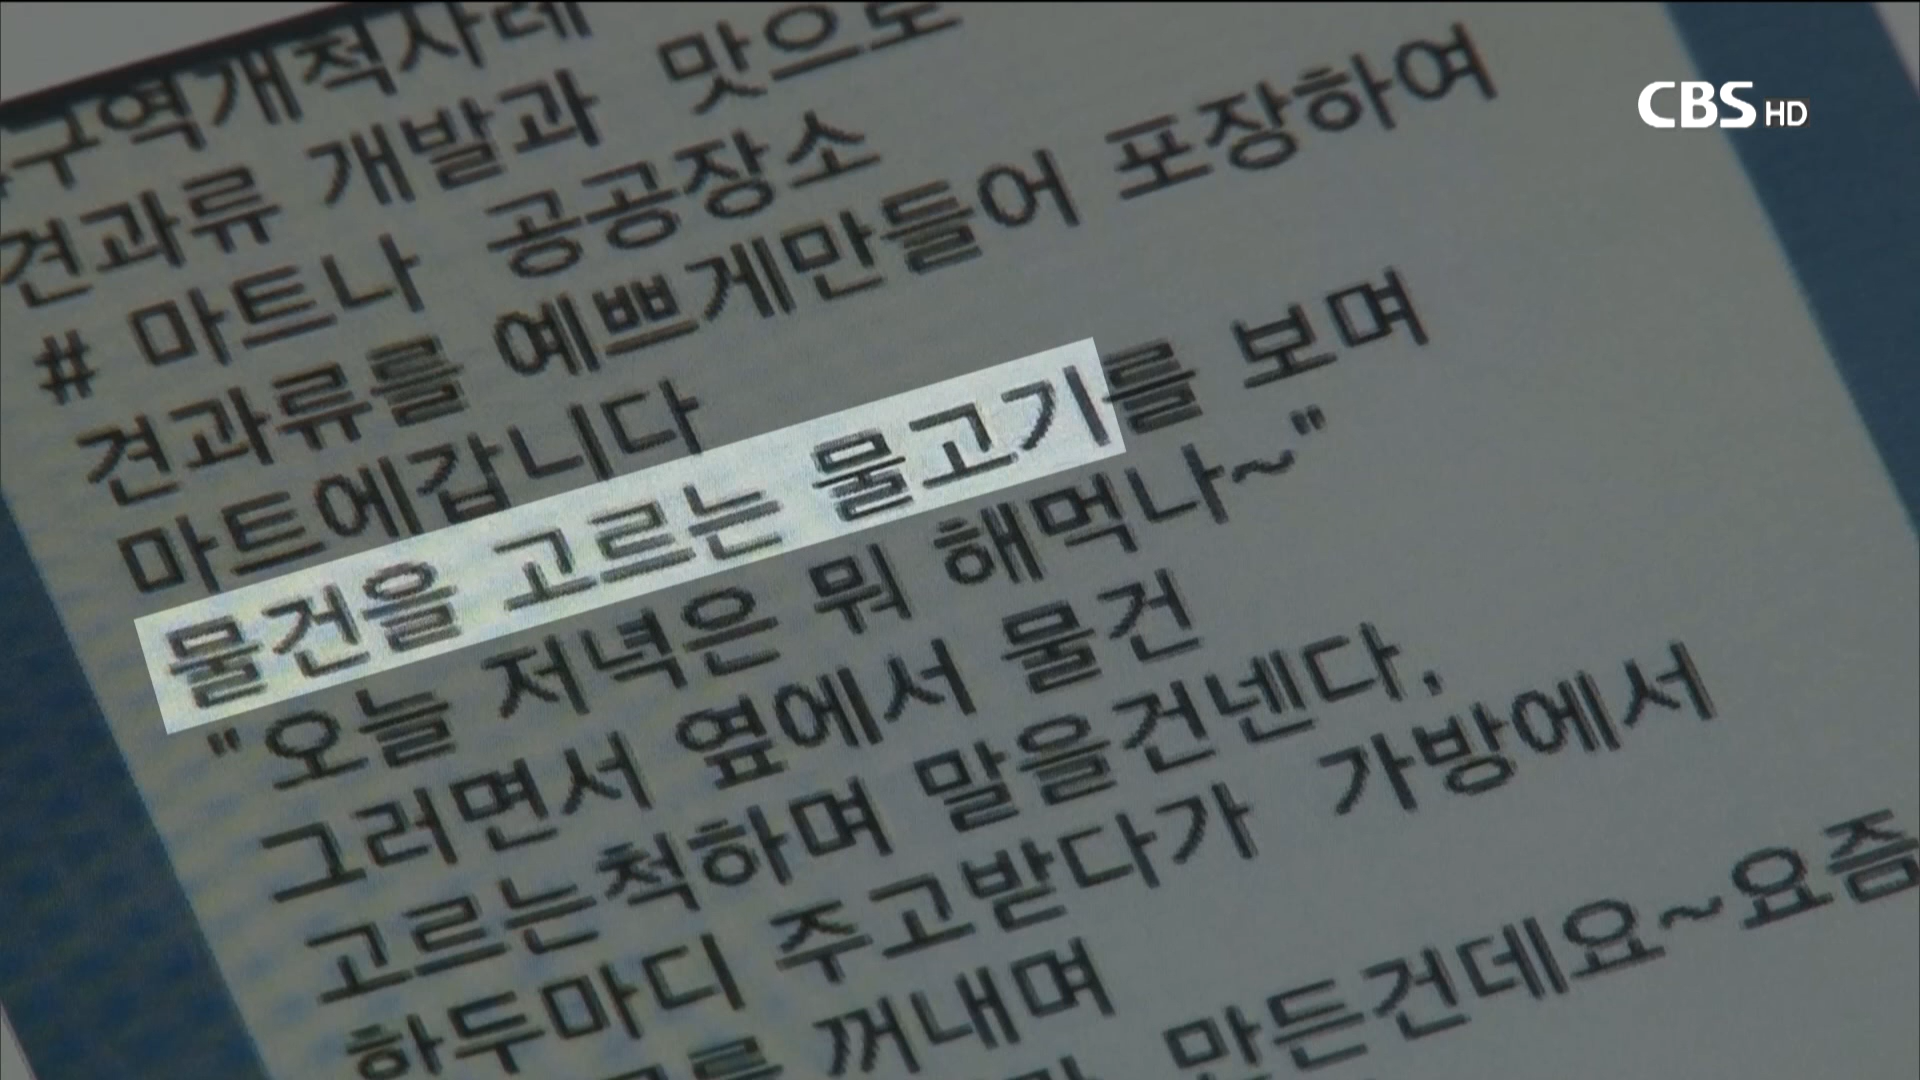 구역개척사례
견과류 개발과 맛으로
# 마트나 공공장소
견과류를 예쁘게만들어 포장하여
마트에갑니다
물건을 고르는 물고기를 보며
"오늘 저녁은 뭐 해먹나~"
그러면서 옆에서 물건
고르는척하며 말을건넨다.
하두마디 주고받다가 가방에서
를 꺼내며
만든건데요~요즘
CBS HD